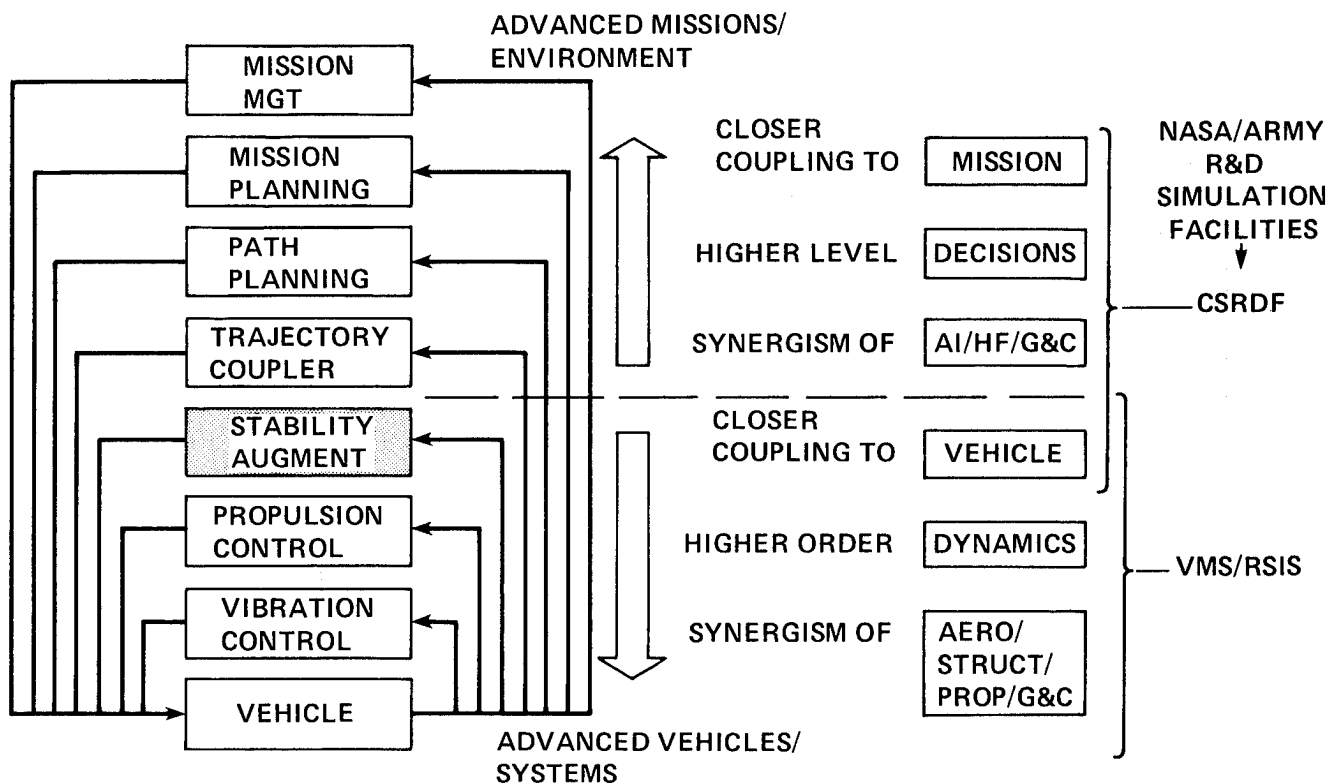 ADVANCED MISSIONS/
ENVIRONMENT
MISSION
MGT
MISSION
PLANNING
PATH
PLANNING
TRAJECTORY
COUPLER
STABILITY
AUGMENT
PROPULSION
CONTROL
VIBRATION
CONTROL
VEHICLE
ADVANCED VEHICLES/
SYSTEMS
CLOSER
COUPLING TO
MISSION
HIGHER LEVEL
DECISIONS
SYNERGISM OF
AI/HF/G&C
CLOSER
COUPLING TO
VEHICLE
HIGHER ORDER
DYNAMICS
SYNERGISM OF
AERO/
STRUCT/
PROP/G&C
NASA/ARMY
R&D
SIMULATION
FACILITIES
CSRDF
VMS/RSIS